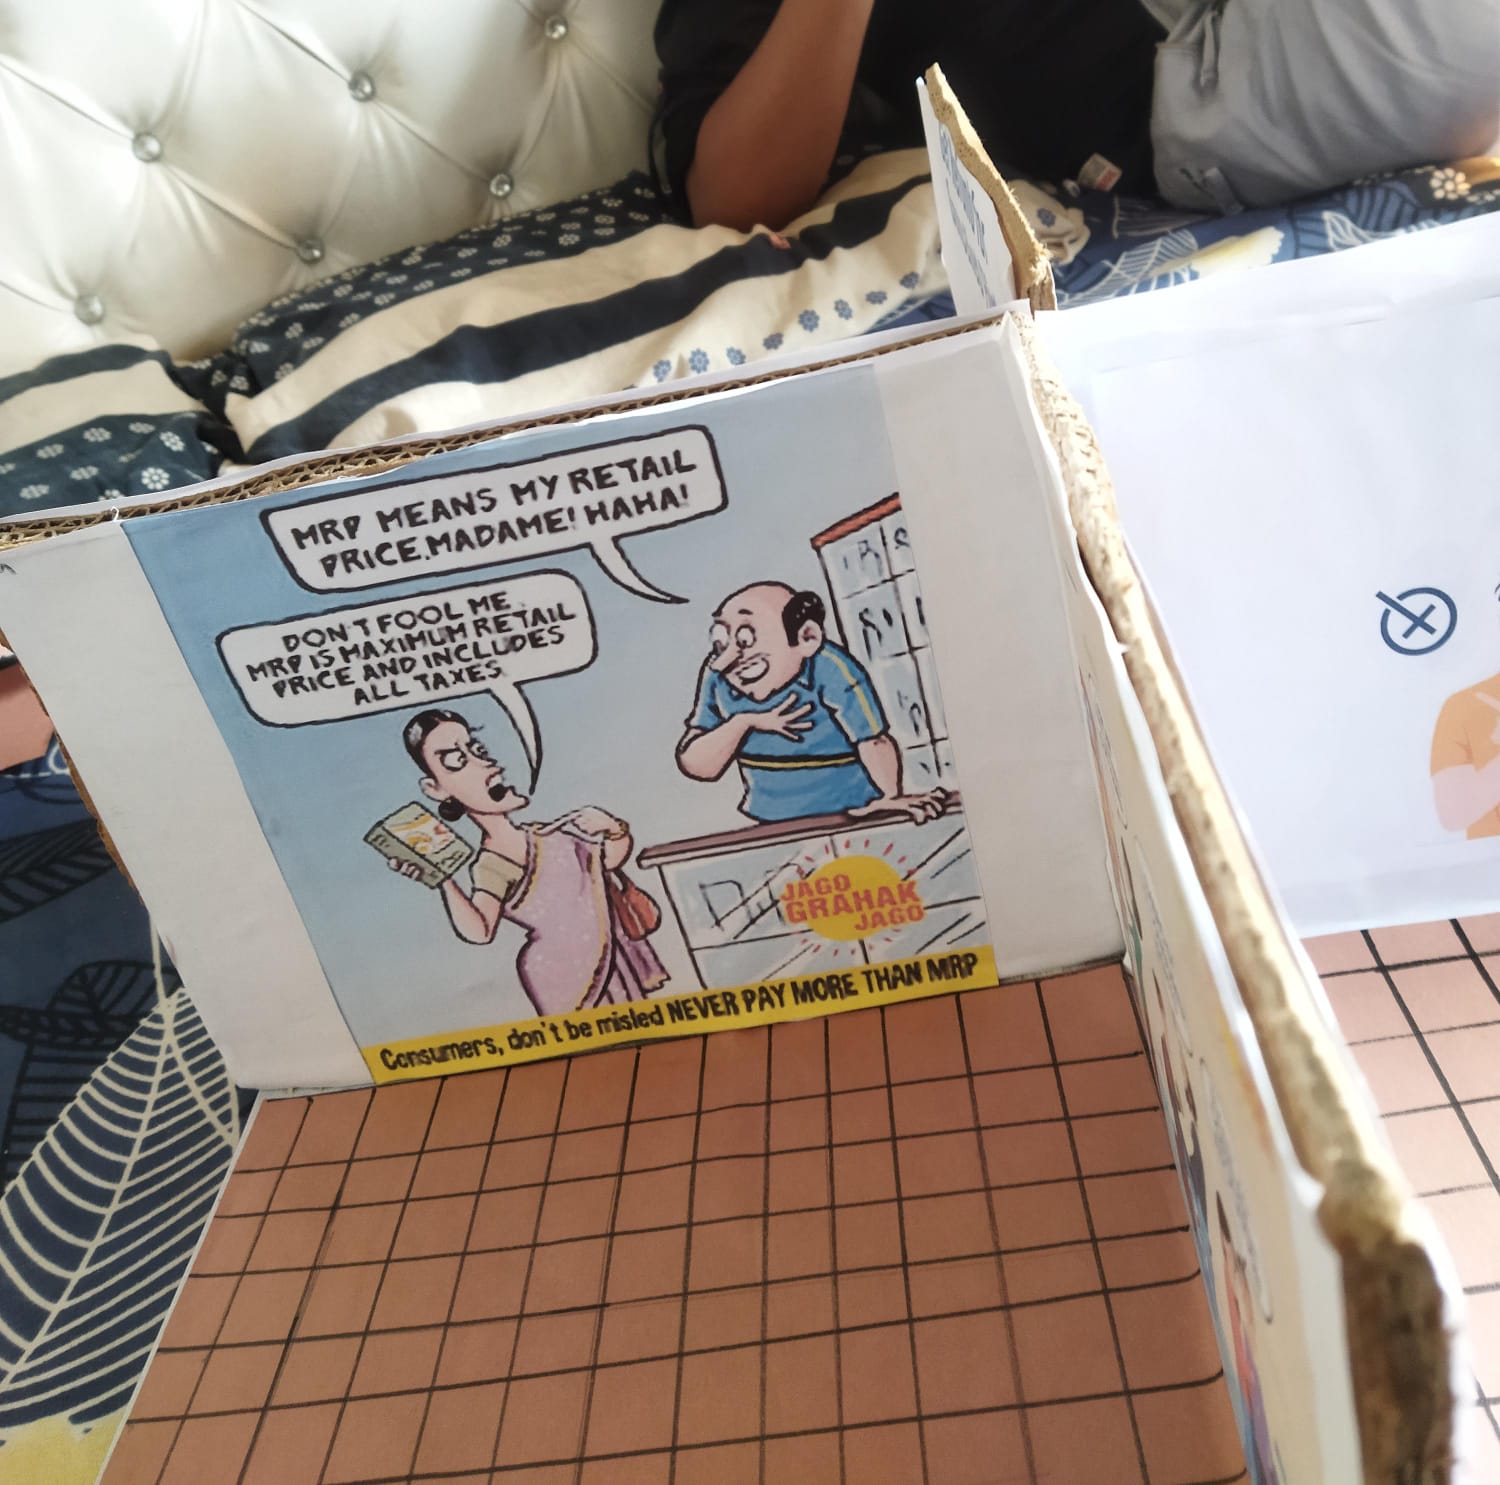 MRP MEANS MY RETAIL
PRICE.MADAME! HAHA!
DON'T FOOL ME
MRP IS MAXIMUM RETAIL
PRICE AND INCLUDES
ALL TAXES
JAGO
GRAHAK
JAGO
Consumers, don't be misled NEVER PAY MORE THAN MRP